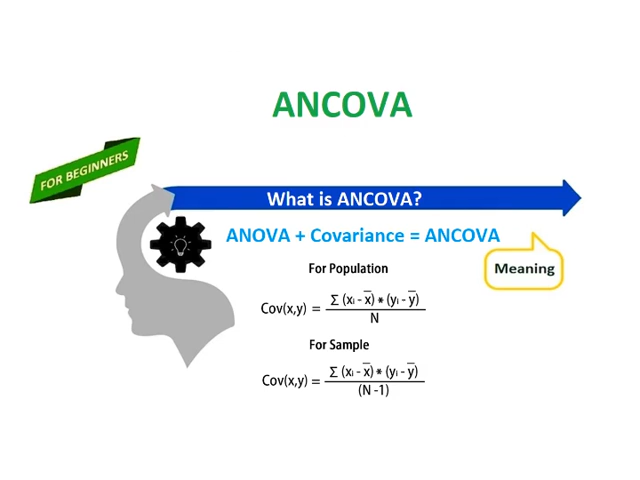 ANCOVA
FOR BEGINNERS
What is ANCOVA?
ANOVA + Covariance = ANCOVA
Meaning
For Population
Cov(x,y) = Σ (xᵢ - x̅) * (yᵢ - y̅) / N
For Sample
Cov(x,y) = Σ (xᵢ - x̅) * (yᵢ - y̅) / (N -1)